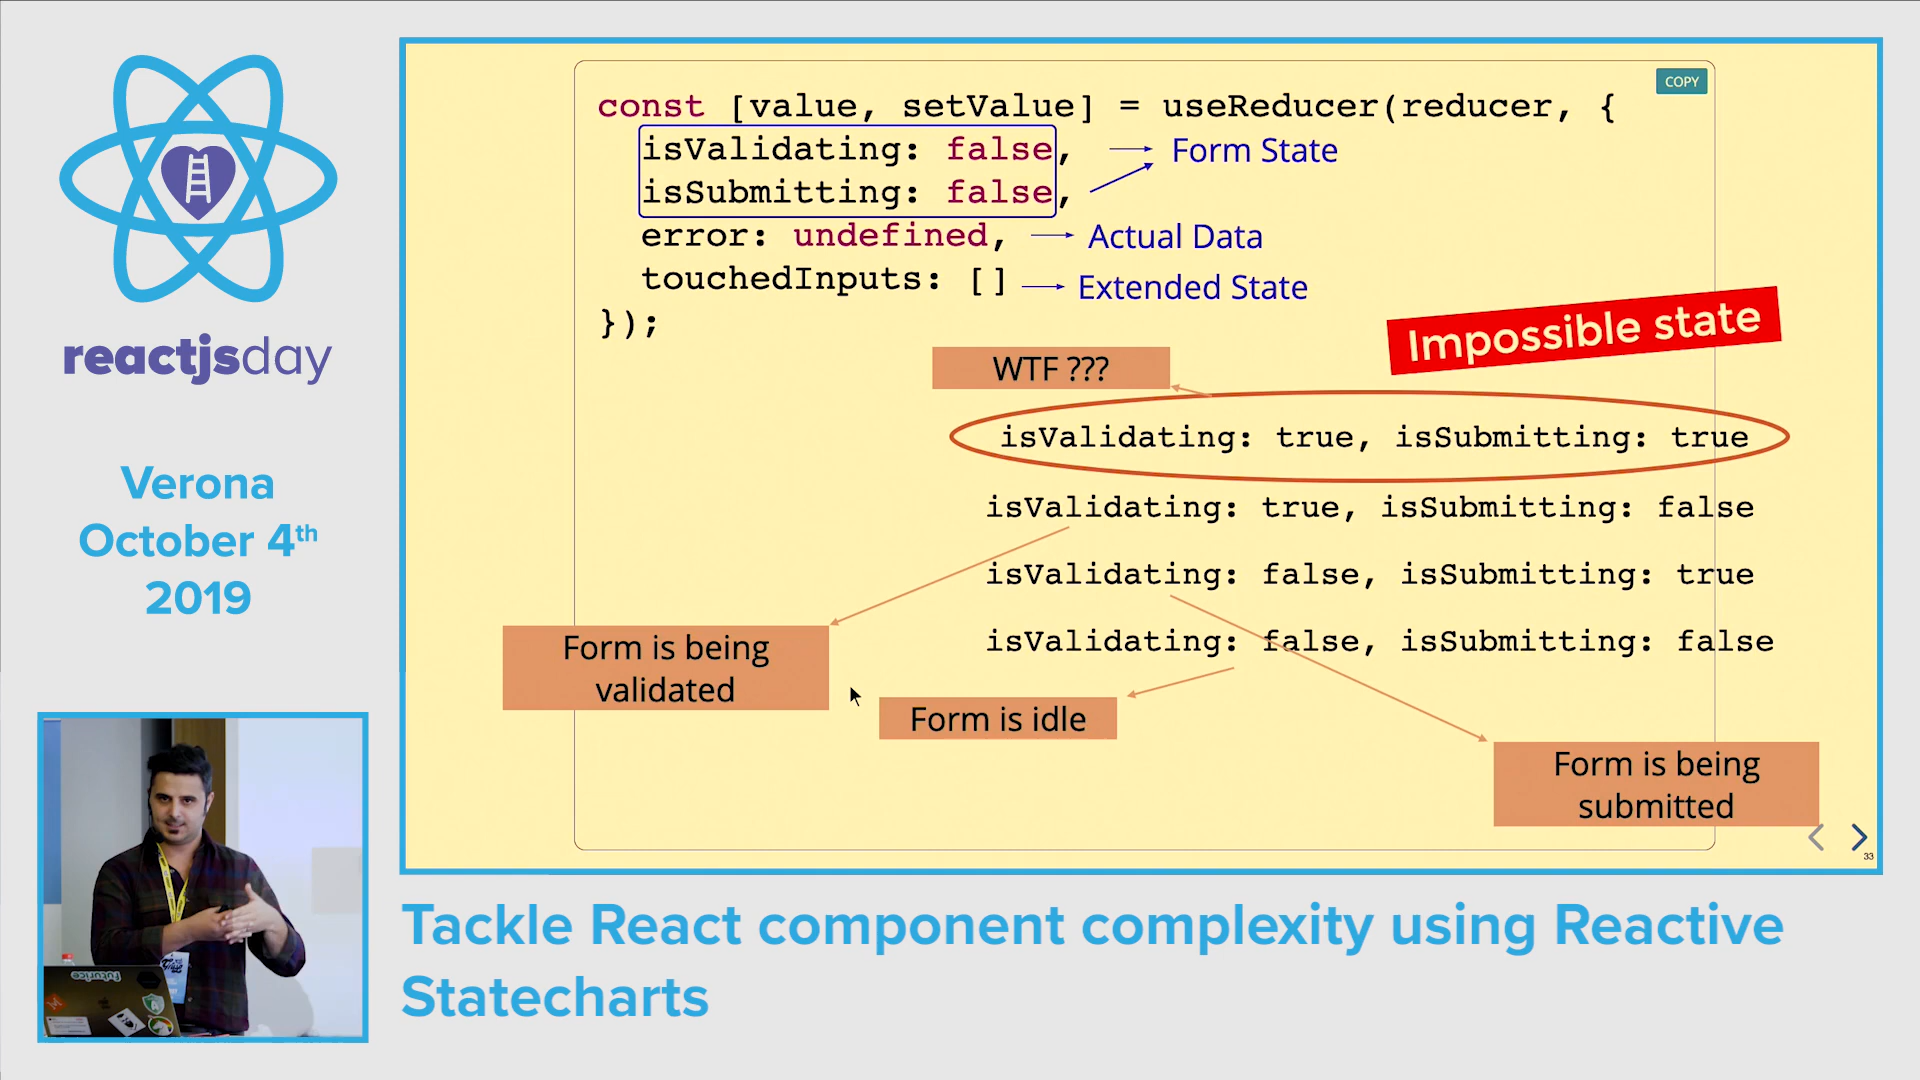 reactjsday
Verona
October 4th
2019
COPY
const [value, setValue] = useReducer(reducer, {
isValidating: false, → Form State
isSubmitting: false,
error: undefined, → Actual Data
touchedInputs: [] → Extended State
});
Impossible state
WTF ???
isValidating: true, isSubmitting: true
isValidating: true, isSubmitting: false
isValidating: false, isSubmitting: true
isValidating: false, isSubmitting: false
Form is being
validated
Form is idle
Form is being
submitted
33
futurice
Tackle React component complexity using Reactive
Statecharts